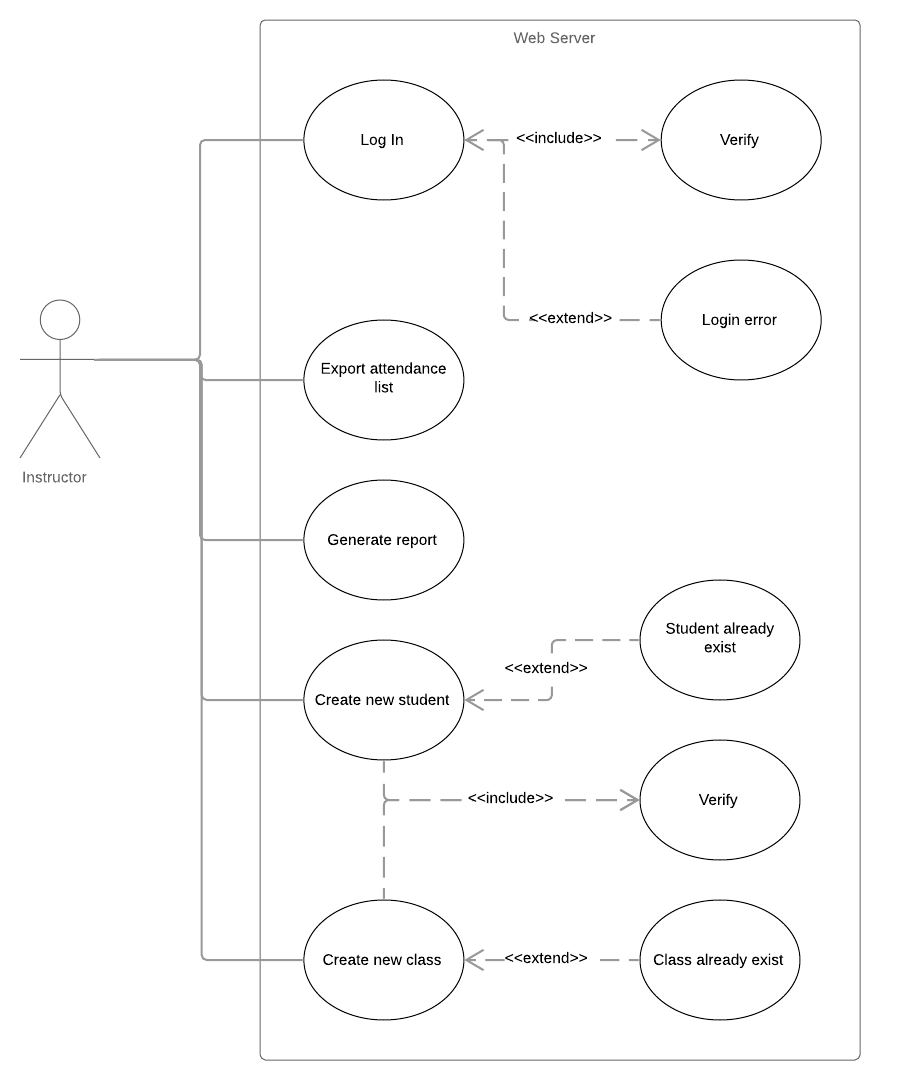 Web Server
Log In
<<include>>
Verify
<<extend>>
Login error
Export attendance
list
Instructor
Generate report
Student already
exist
<<extend>>
Create new student
<<include>>
Verify
Create new class
<<extend>>
Class already exist